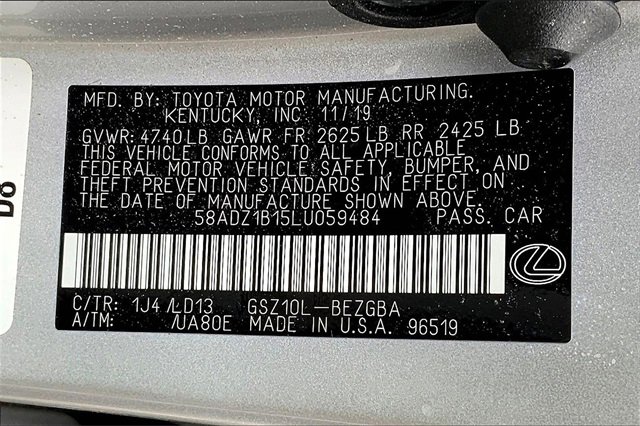 MFD. BY: TOYOTA MOTOR MANUFACTURING.
KENTUCKY, INC 11/19
GVWR: 4740 LB GAWR FR 2625 LB RR 2425 LB
THIS VEHICLE CONFORMS TO ALL APPLICABLE
FEDERAL MOTOR VEHICLE SAFETY, BUMPER, AND
THEFT PREVENTION STANDARDS IN EFFECT ON
THE DATE OF MANUFACTURE SHOWN ABOVE.
58ADZ1B15LU059484 PASS. CAR
C/TR: 1J4 /LD13 GSZ10L-BEZGBA
A/TM: /UA80E MADE IN U.S.A. 96519
D8